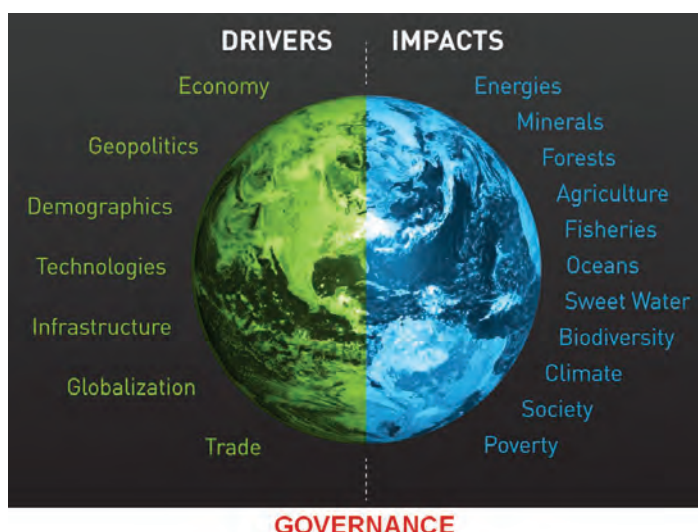 DRIVERS
IMPACTS
Economy
Geopolitics
Demographics
Technologies
Infrastructure
Globalization
Trade
Energies
Minerals
Forests
Agriculture
Fisheries
Oceans
Sweet Water
Biodiversity
Climate
Society
Poverty
GOVERNANCE